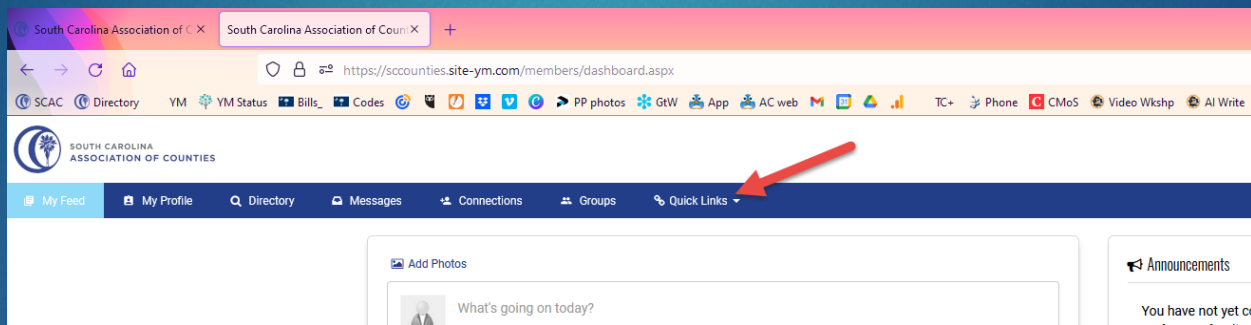 South Carolina Association of C
South Carolina Association of Count
https://sccounties.site-ym.com/members/dashboard.aspx
SCAC Directory YM YM Status Bills_ Codes PP photos GtW App AC web TC+ Phone CMoS Video Wkshp AI Write
SOUTH CAROLINA
ASSOCIATION OF COUNTIES
My Feed My Profile Directory Messages Connections Groups Quick Links
Add Photos
What's going on today?
Announcements
You have not yet c